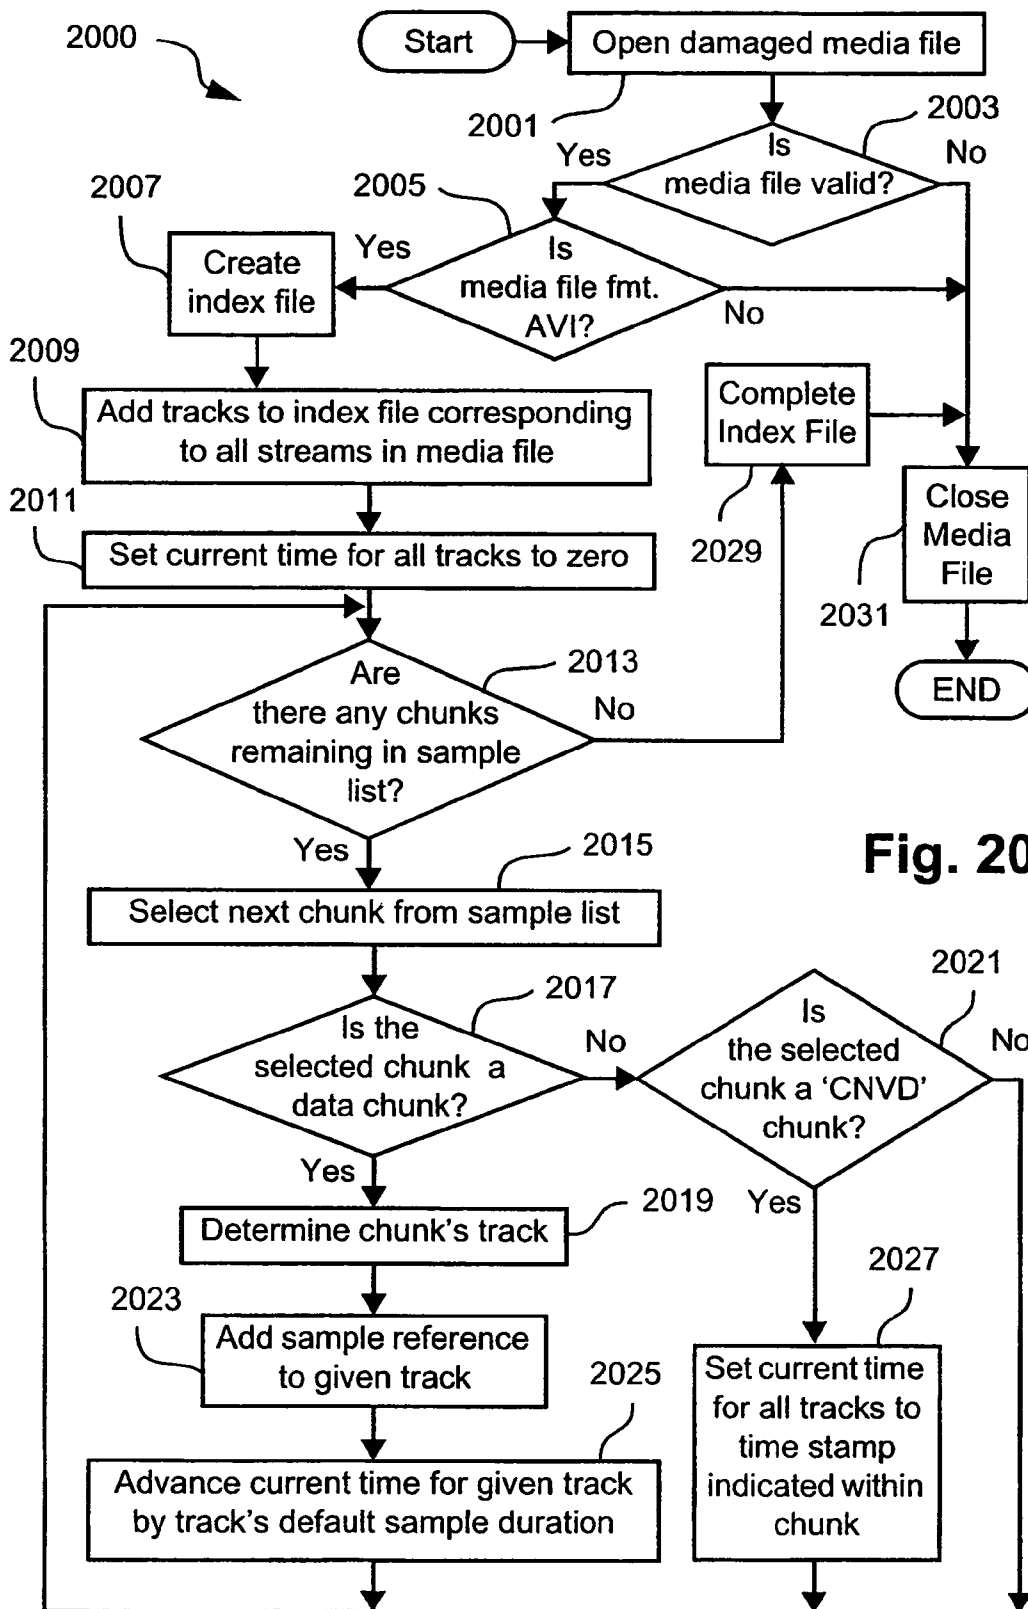 2000
Start
Open damaged media file
2001
2003
Is
media file valid?
Yes
No
2005
2007
Is
media file fmt.
AVI?
Yes
No
Create
index file
2009
Add tracks to index file corresponding
to all streams in media file
Complete
Index File
2029
2011
Set current time for all tracks to zero
Close
Media
File
2031
END
2013
Are
there any chunks
remaining in sample
list?
No
Yes
Fig. 20
2015
Select next chunk from sample list
2017
Is the
selected chunk a
data chunk?
No
Yes
2021
Is
the selected
chunk a ‘CNVD’
chunk?
No
Yes
2019
Determine chunk's track
2023
Add sample reference
to given track
2025
Advance current time for given track
by track's default sample duration
2027
Set current time
for all tracks to
time stamp
indicated within
chunk